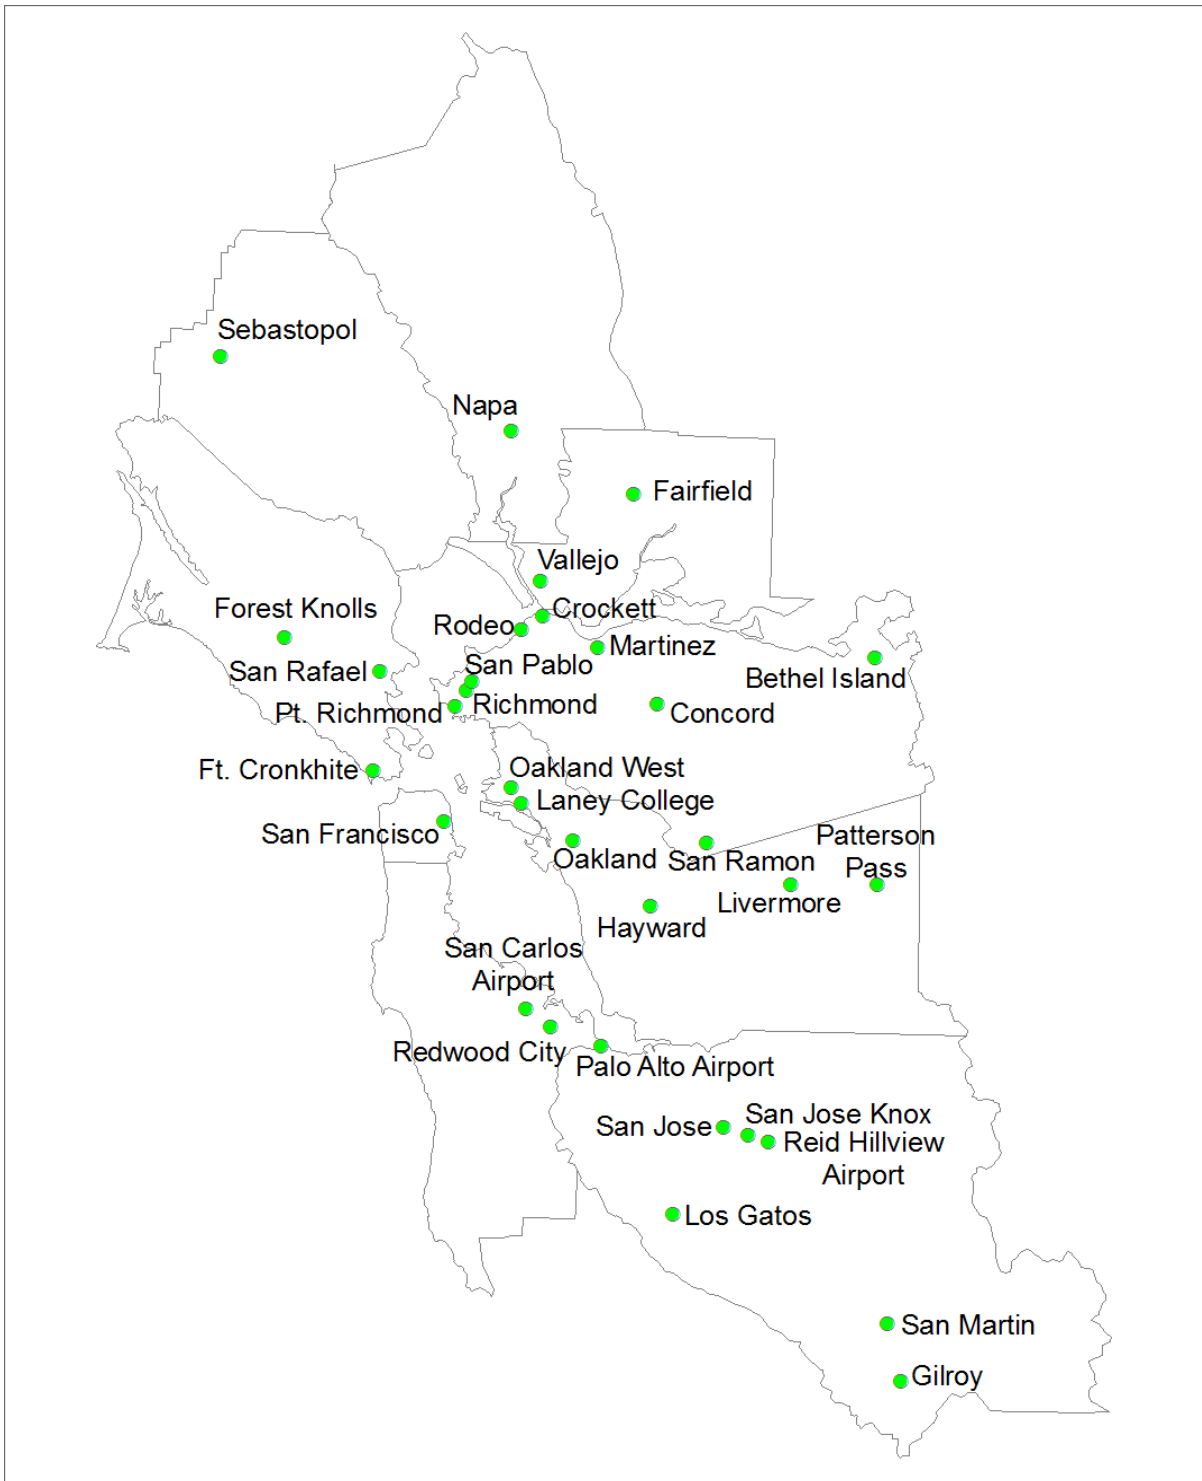 Sebastopol
Napa
Fairfield
Vallejo
Forest Knolls
Crockett
Rodeo
Martinez
San Pablo
San Rafael
Bethel Island
Richmond
Pt. Richmond
Concord
Ft. Cronkhite
Oakland West
Laney College
San Francisco
Patterson
Pass
Oakland
San Ramon
Livermore
Hayward
San Carlos
Airport
Redwood City
Palo Alto Airport
San Jose Knox
San Jose
Reid Hillview
Airport
Los Gatos
San Martin
Gilroy